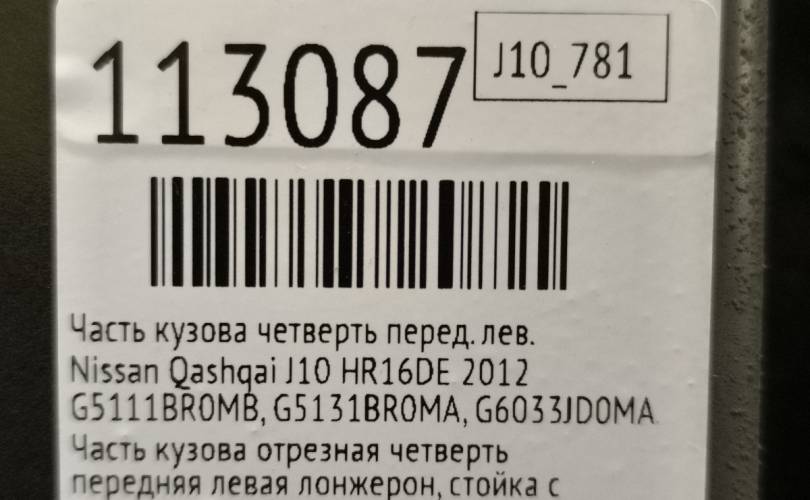 113087
J10_781
Часть кузова четверть перед. лев.
Nissan Qashqai J10 HR16DE 2012
G5111BR0MB, G5131BR0MA, G6033JD0MA
Часть кузова отрезная четверть
передняя левая лонжерон, стойка с